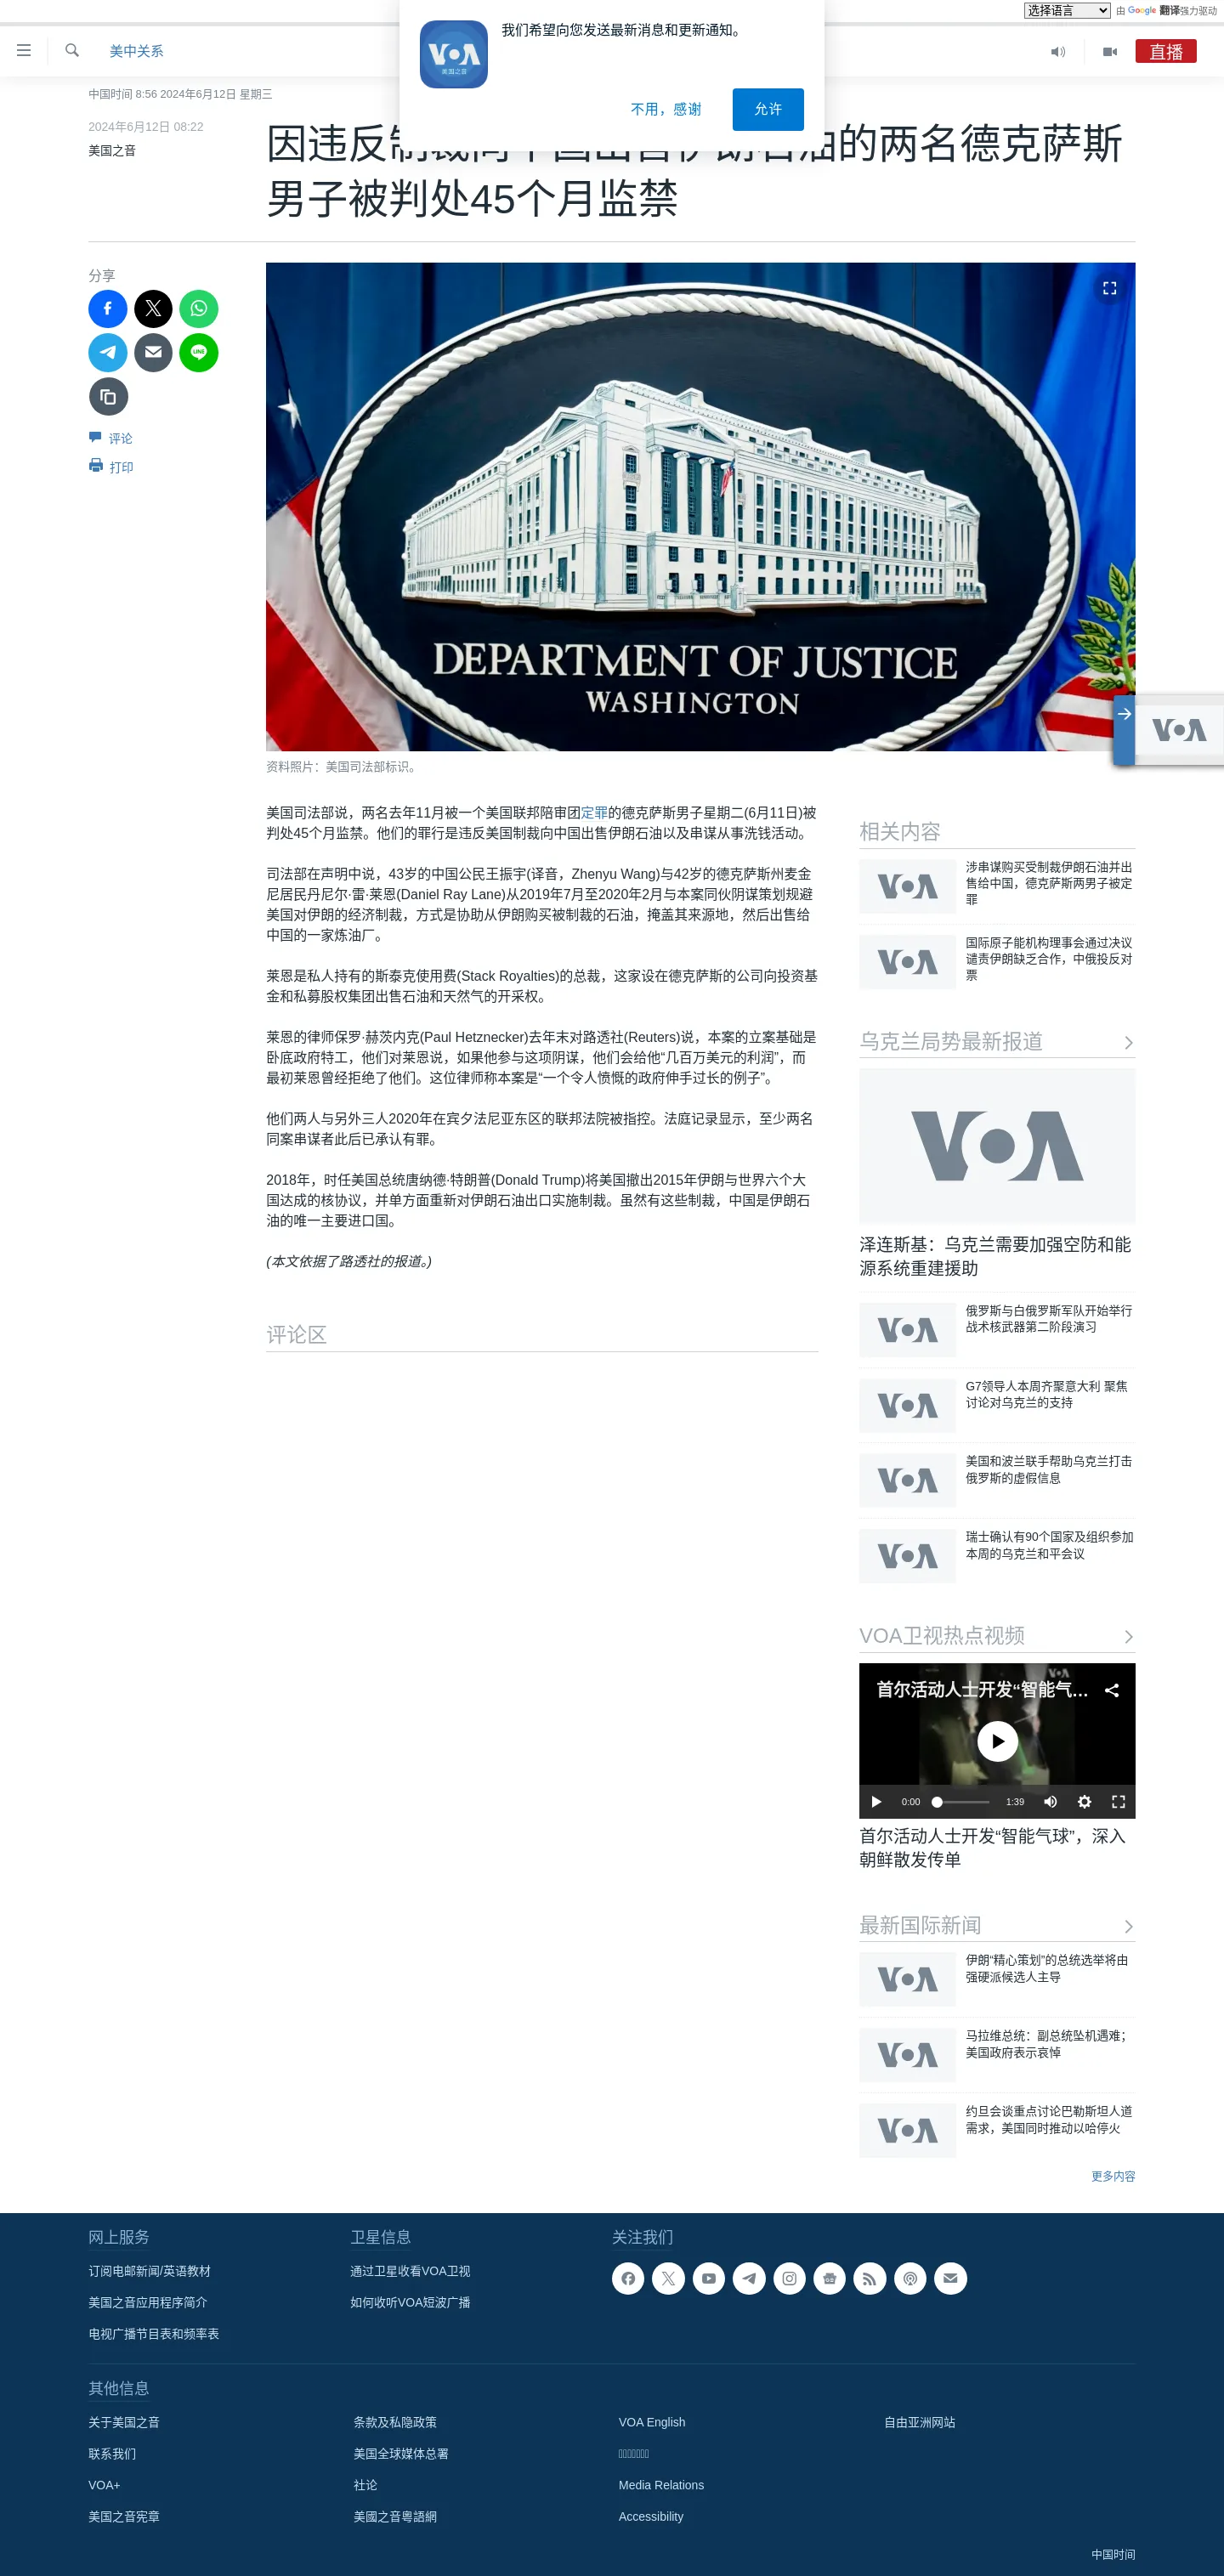 选择语言
由 Google 翻译强力驱动
美中关系
直播
VOA
美国之音
我们希望向您发送最新消息和更新通知。
不用，感谢
允许
中国时间 8:56 2024年6月12日 星期三
2024年6月12日 08:22
美国之音
因违反制裁向中国出售伊朗石油的两名德克萨斯
男子被判处45个月监禁
分享
LINE
评论
打印
DEPARTMENT OF JUSTICE
WASHINGTON
VOA
资料照片：美国司法部标识。
美国司法部说，两名去年11月被一个美国联邦陪审团定罪的德克萨斯男子星期二(6月11日)被
判处45个月监禁。他们的罪行是违反美国制裁向中国出售伊朗石油以及串谋从事洗钱活动。
司法部在声明中说，43岁的中国公民王振宇(译音，Zhenyu Wang)与42岁的德克萨斯州麦金
尼居民丹尼尔·雷·莱恩(Daniel Ray Lane)从2019年7月至2020年2月与本案同伙阴谋策划规避
美国对伊朗的经济制裁，方式是协助从伊朗购买被制裁的石油，掩盖其来源地，然后出售给
中国的一家炼油厂。
莱恩是私人持有的斯泰克使用费(Stack Royalties)的总裁，这家设在德克萨斯的公司向投资基
金和私募股权集团出售石油和天然气的开采权。
莱恩的律师保罗·赫茨内克(Paul Hetznecker)去年末对路透社(Reuters)说，本案的立案基础是
卧底政府特工，他们对莱恩说，如果他参与这项阴谋，他们会给他“几百万美元的利润”，而
最初莱恩曾经拒绝了他们。这位律师称本案是“一个令人愤慨的政府伸手过长的例子”。
他们两人与另外三人2020年在宾夕法尼亚东区的联邦法院被指控。法庭记录显示，至少两名
同案串谋者此后已承认有罪。
2018年，时任美国总统唐纳德·特朗普(Donald Trump)将美国撤出2015年伊朗与世界六个大
国达成的核协议，并单方面重新对伊朗石油出口实施制裁。虽然有这些制裁，中国是伊朗石
油的唯一主要进口国。
(本文依据了路透社的报道。)
评论区
相关内容
VOA
涉串谋购买受制裁伊朗石油并出
售给中国，德克萨斯两男子被定
罪
VOA
国际原子能机构理事会通过决议
谴责伊朗缺乏合作，中俄投反对
票
乌克兰局势最新报道
VOA
泽连斯基：乌克兰需要加强空防和能
源系统重建援助
VOA
俄罗斯与白俄罗斯军队开始举行
战术核武器第二阶段演习
VOA
G7领导人本周齐聚意大利 聚焦
讨论对乌克兰的支持
VOA
美国和波兰联手帮助乌克兰打击
俄罗斯的虚假信息
VOA
瑞士确认有90个国家及组织参加
本周的乌克兰和平会议
VOA卫视热点视频
VOA
首尔活动人士开发“智能气…
0:00
1:39
首尔活动人士开发“智能气球”，深入
朝鲜散发传单
最新国际新闻
VOA
伊朗“精心策划”的总统选举将由
强硬派候选人主导
VOA
马拉维总统：副总统坠机遇难；
美国政府表示哀悼
VOA
约旦会谈重点讨论巴勒斯坦人道
需求，美国同时推动以哈停火
更多内容
网上服务
订阅电邮新闻/英语教材
美国之音应用程序简介
电视广播节目表和频率表
卫星信息
通过卫星收看VOA卫视
如何收听VOA短波广播
关注我们
其他信息
关于美国之音
联系我们
VOA+
美国之音宪章
条款及私隐政策
美国全球媒体总署
社论
美國之音粵語網
VOA English
Media Relations
Accessibility
自由亚洲网站
中国时间